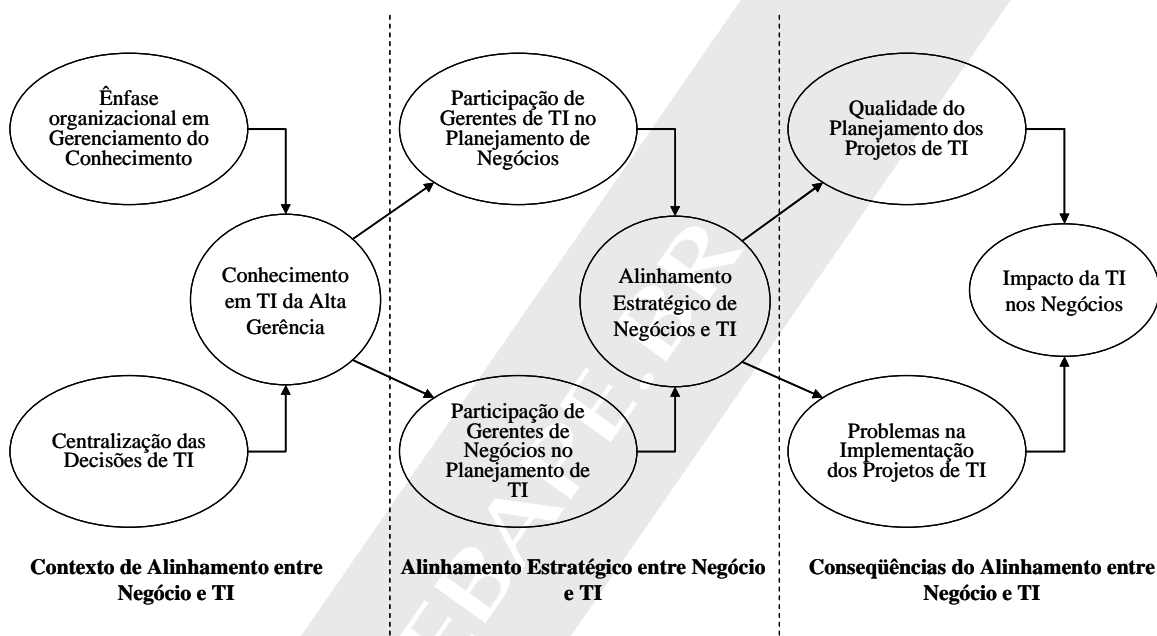 Ênfase
organizacional em
Gerenciamento do
Conhecimento
Centralização das
Decisões de TI
Conhecimento
em TI da Alta
Gerência
Participação de
Gerentes de TI no
Planejamento de
Negócios
Participação de
Gerentes de
Negócios no
Planejamento de
TI
Alinhamento
Estratégico de
Negócios e TI
Qualidade do
Planejamento dos
Projetos de TI
Problemas na
Implementação
dos Projetos de TI
Impacto da TI
nos Negócios
Contexto de Alinhamento entre
Negócio e TI
Alinhamento Estratégico entre Negócio
e TI
Conseqüências do Alinhamento entre
Negócio e TI
EBAPE.BR